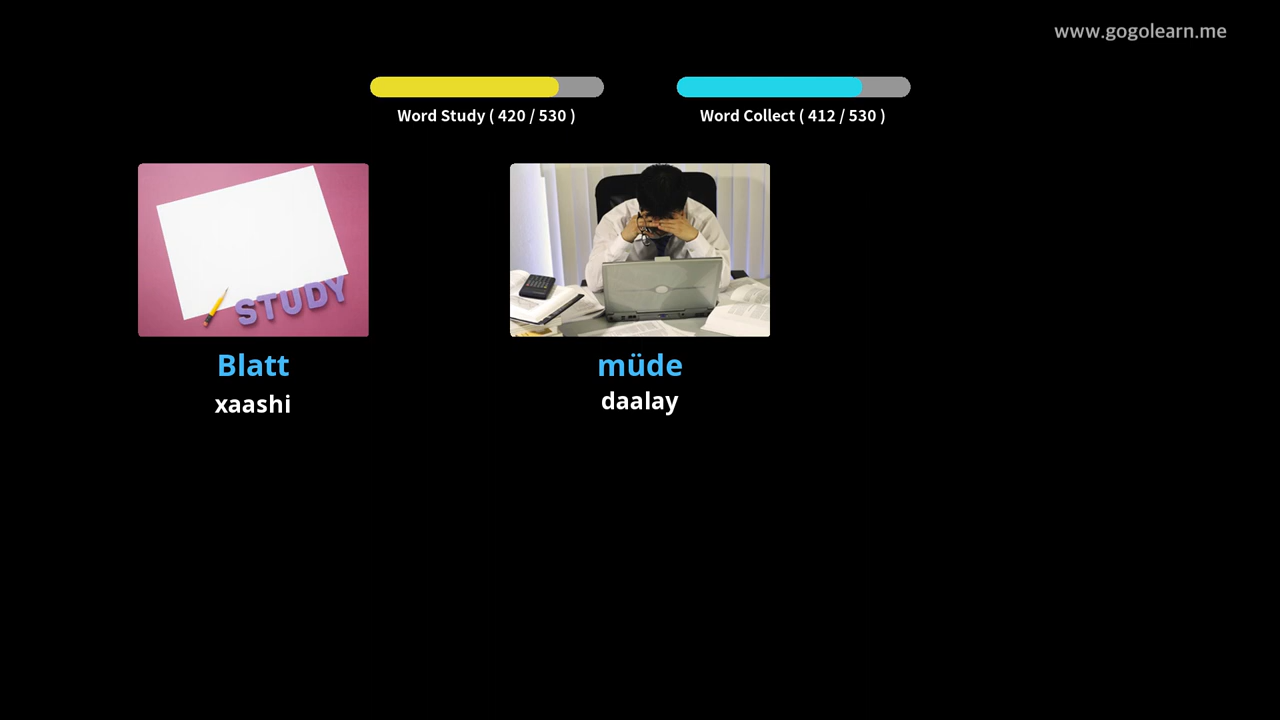 www.gogolearn.me
Word Study ( 420 / 530 )
Word Collect ( 412 / 530 )
STUDY
Blatt
xaashi
müde
daalay